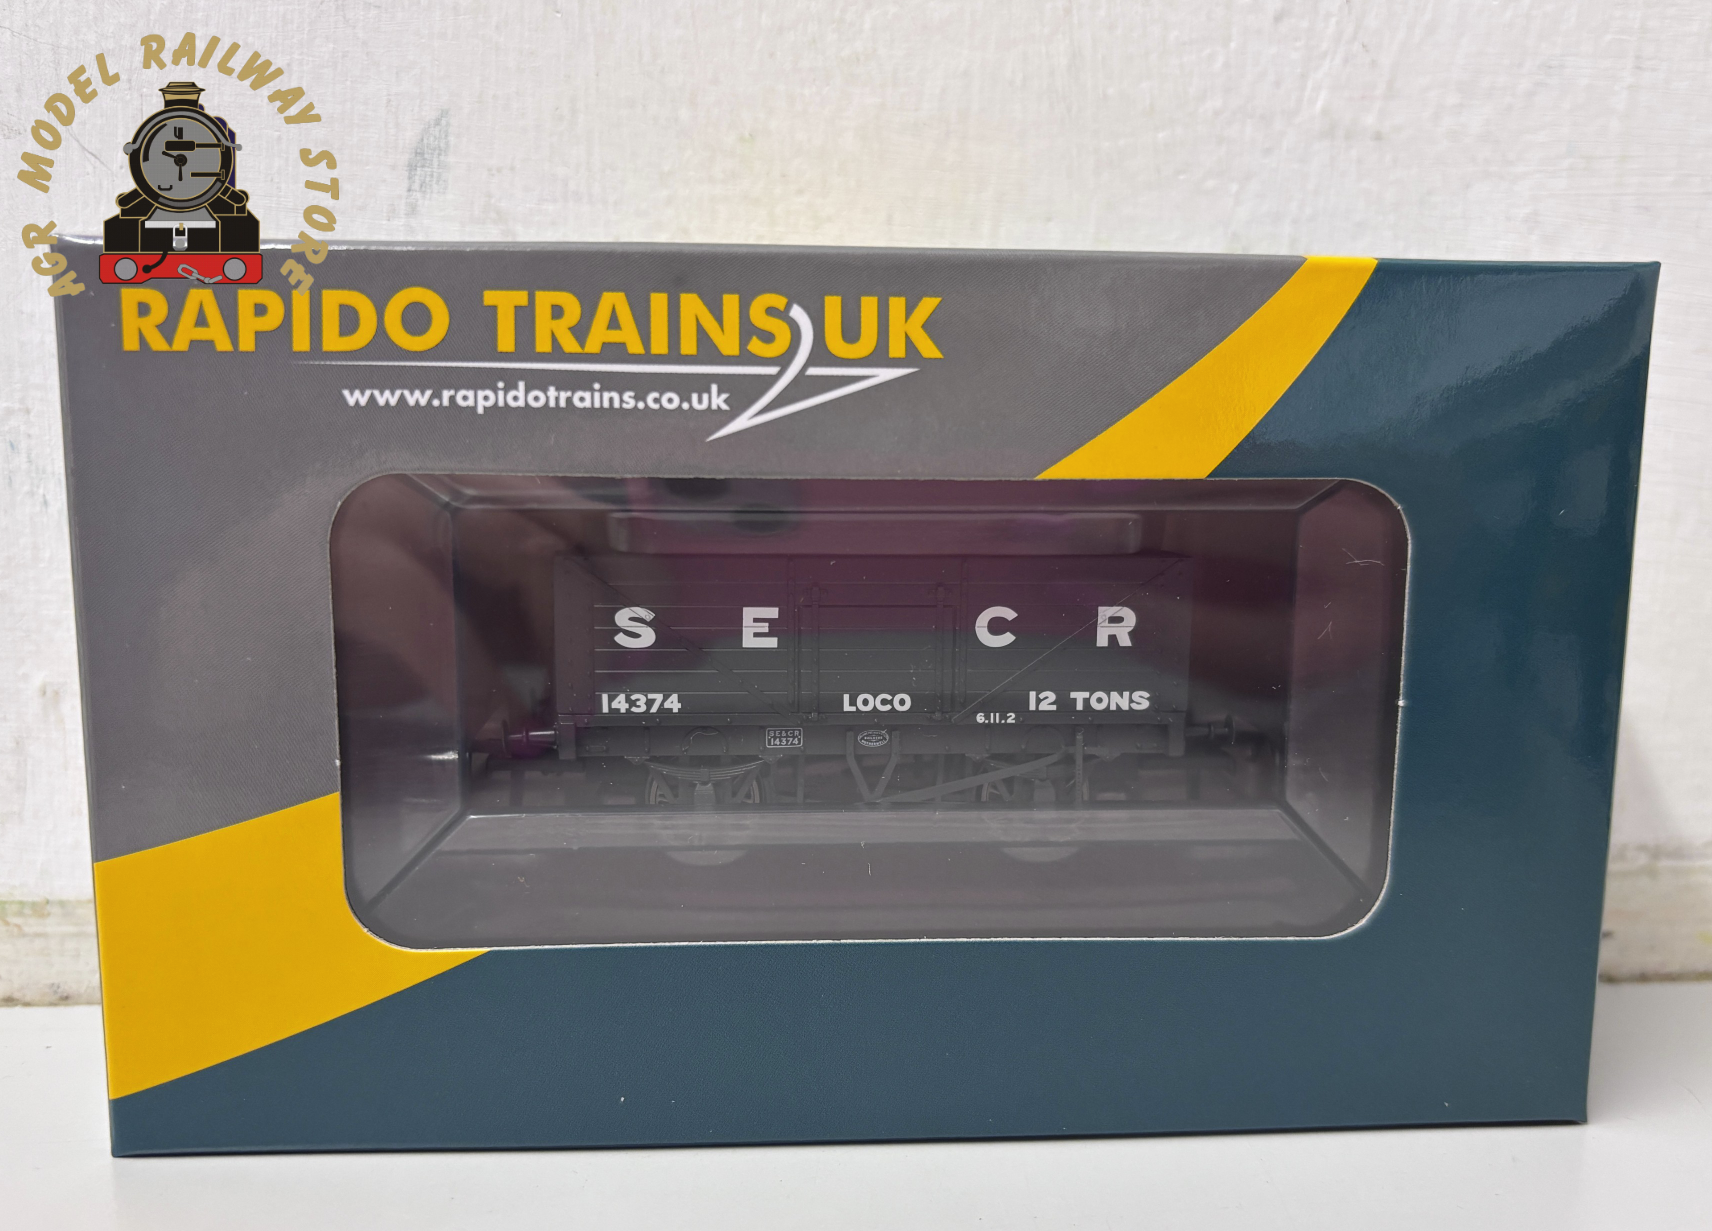 AGR MODEL RAILWAY STORE
RAPIDO TRAINS UK
www.rapidotrains.co.uk
S E C R
14374 LOCO 12 TONS
6.11.2
SE&CR
14374